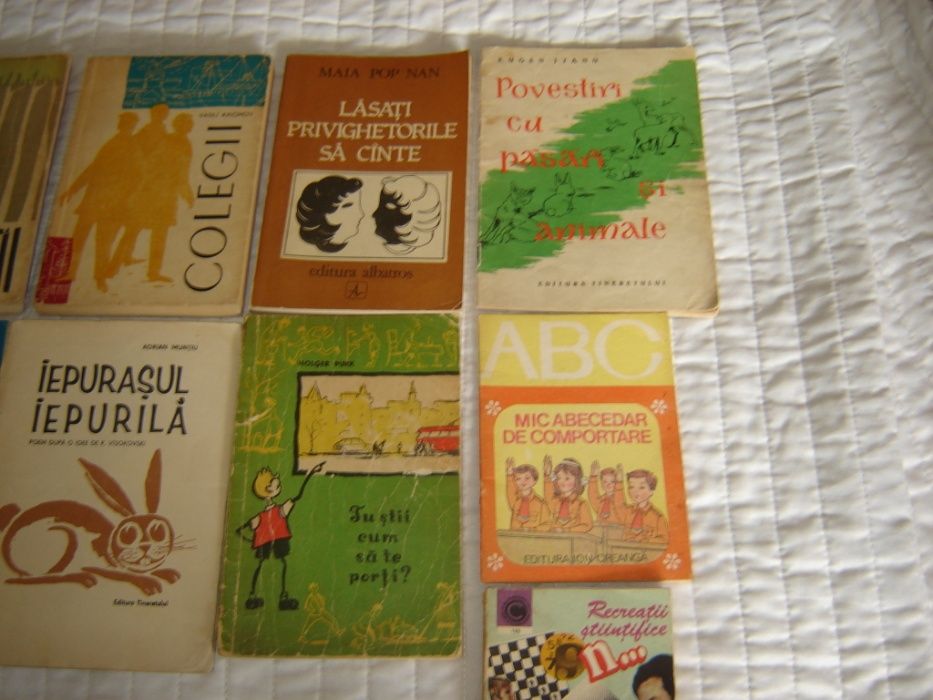 COLEGII
MAIA POP NAN
LĂSAȚI
PRIVIGHETORILE
SĂ CÎNTE
editura albatros
A
Povestiri
cu
păsări
și
animale
EDITURA TINERETULUI
IEPURAȘUL
IEPURILĂ
Editura Tineretului
HOLGER PUKK
Tu știi
cum
să te
porți?
ABC
MIC ABECEDAR
DE COMPORTARE
EDITURA ION CREANGĂ
Recreații
științifice